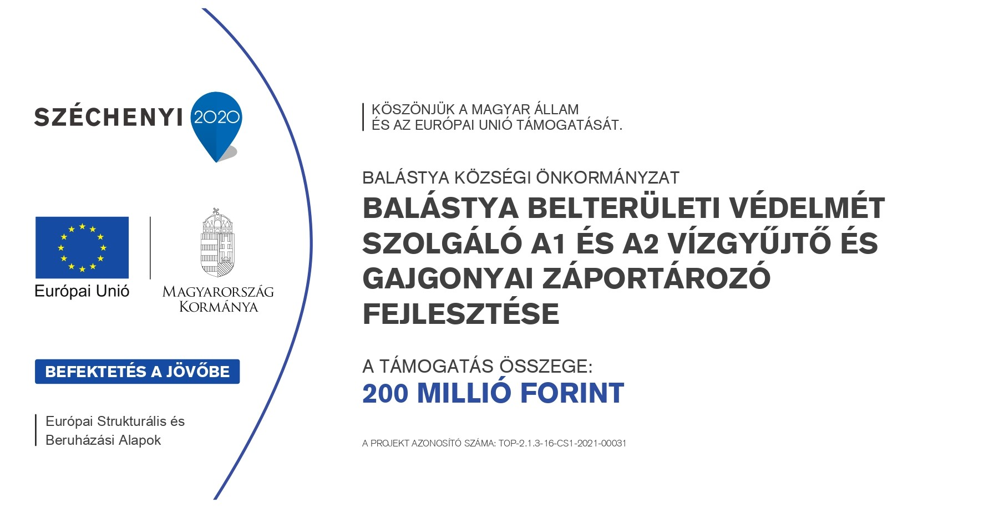 SZÉCHENYI 2020
Európai Unió
MAGYARORSZÁG
KORMÁNYA
BEFEKTETÉS A JÖVŐBE
Európai Strukturális és
Beruházási Alapok
KÖSZÖNJÜK A MAGYAR ÁLLAM
ÉS AZ EURÓPAI UNIÓ TÁMOGATÁSÁT.
BALÁSTYA KÖZSÉGI ÖNKORMÁNYZAT
BALÁSTYA BELTERÜLETI VÉDELMÉT
SZOLGÁLÓ A1 ÉS A2 VÍZGYŰJTŐ ÉS
GAJGONYAI ZÁPORTÁROZÓ
FEJLESZTÉSE
A TÁMOGATÁS ÖSSZEGE:
200 MILLIÓ FORINT
A PROJEKT AZONOSÍTÓ SZÁMA: TOP-2.1.3-16-CS1-2021-00031